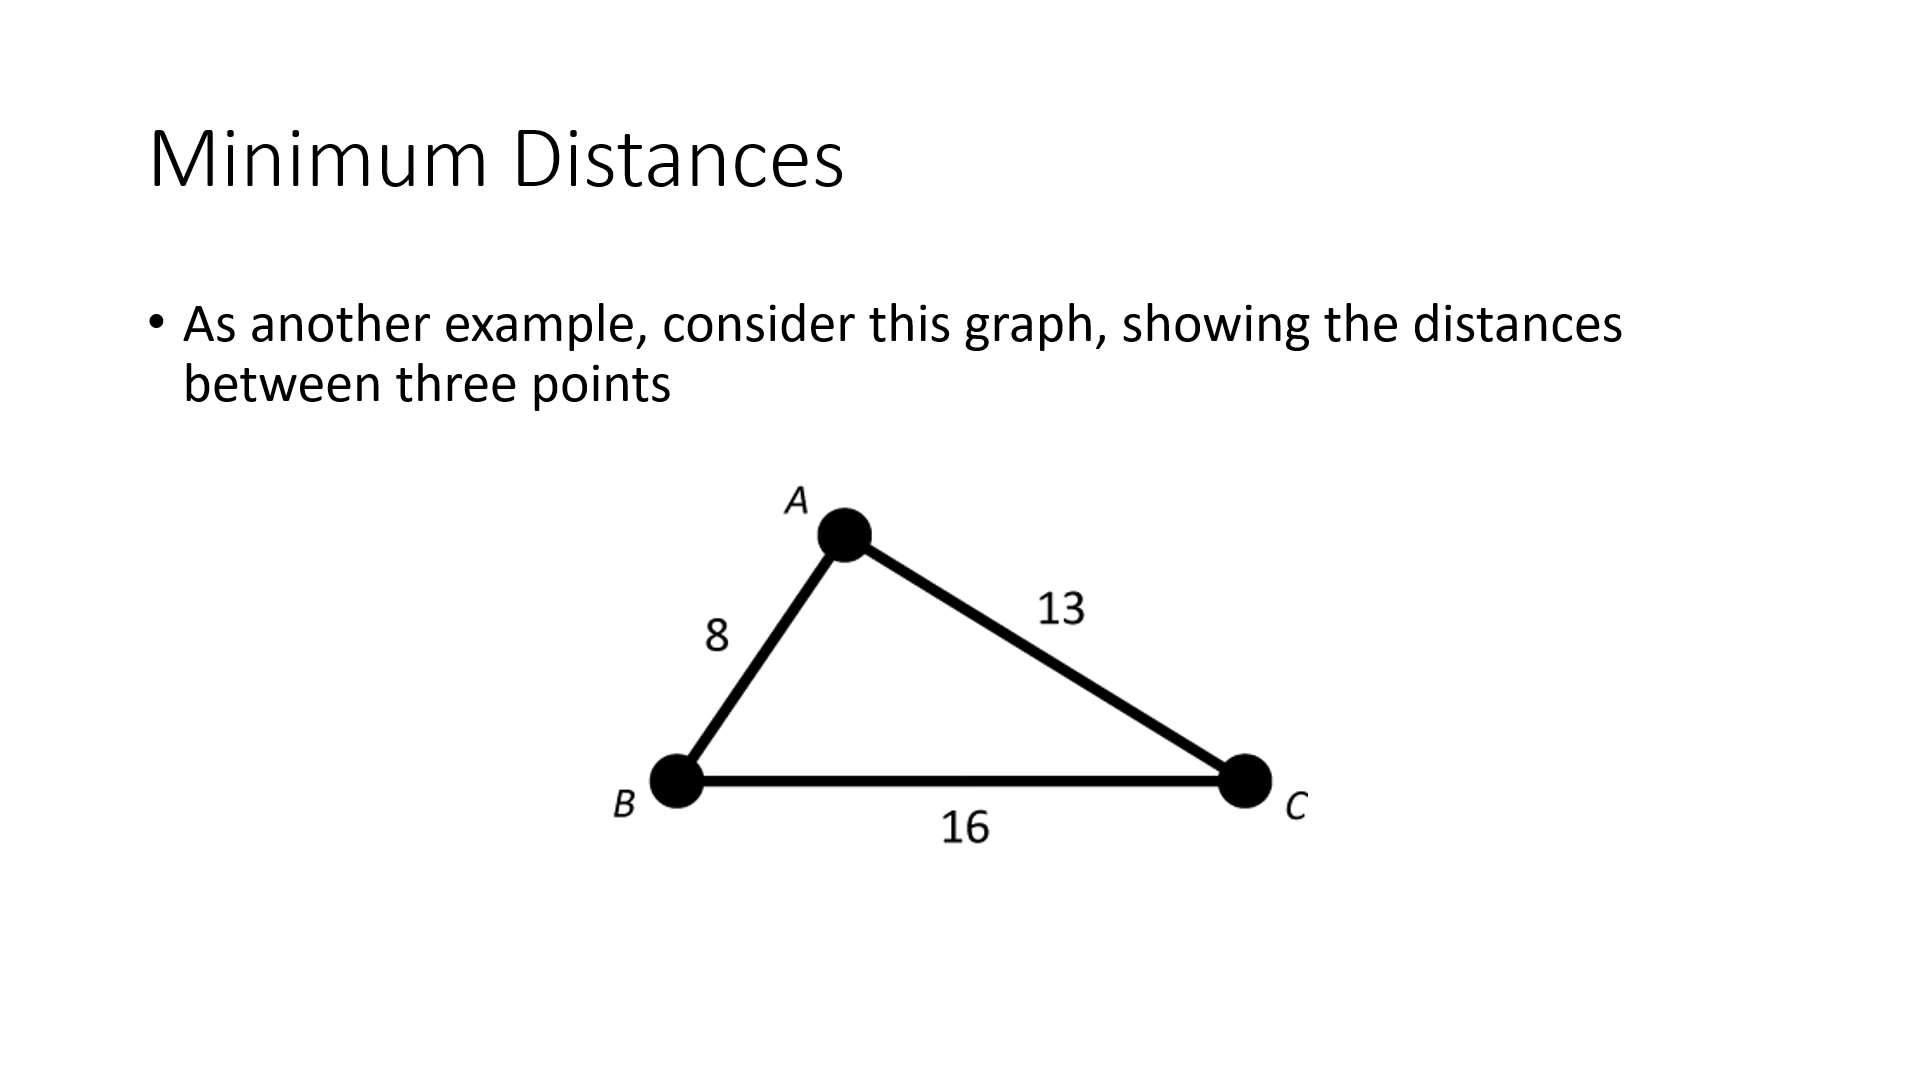 Minimum Distances
• As another example, consider this graph, showing the distances
between three points
A
13
8
B
C
16